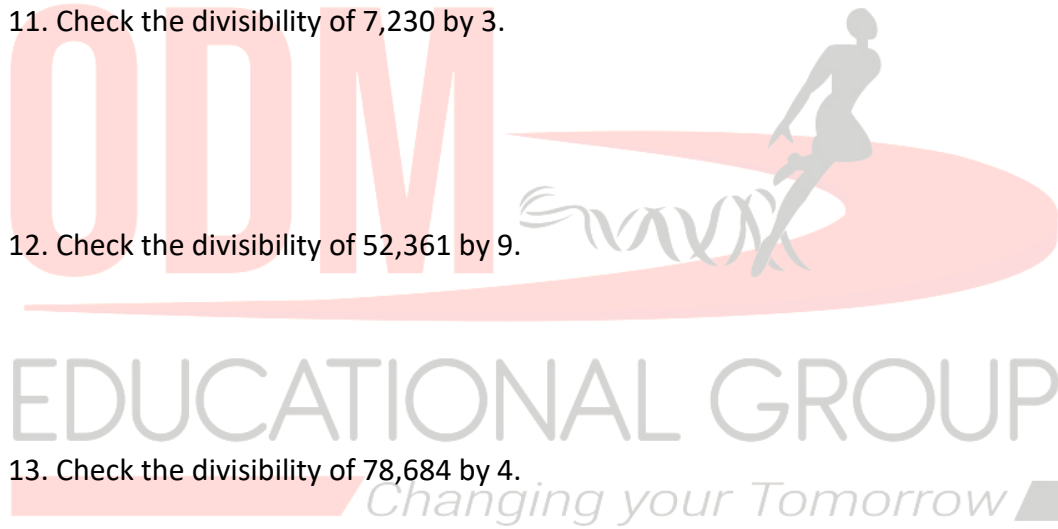 11. Check the divisibility of 7,230 by 3.
ODM
12. Check the divisibility of 52,361 by 9.
EDUCATIONAL GROUP
13. Check the divisibility of 78,684 by 4.
Changing your Tomorrow